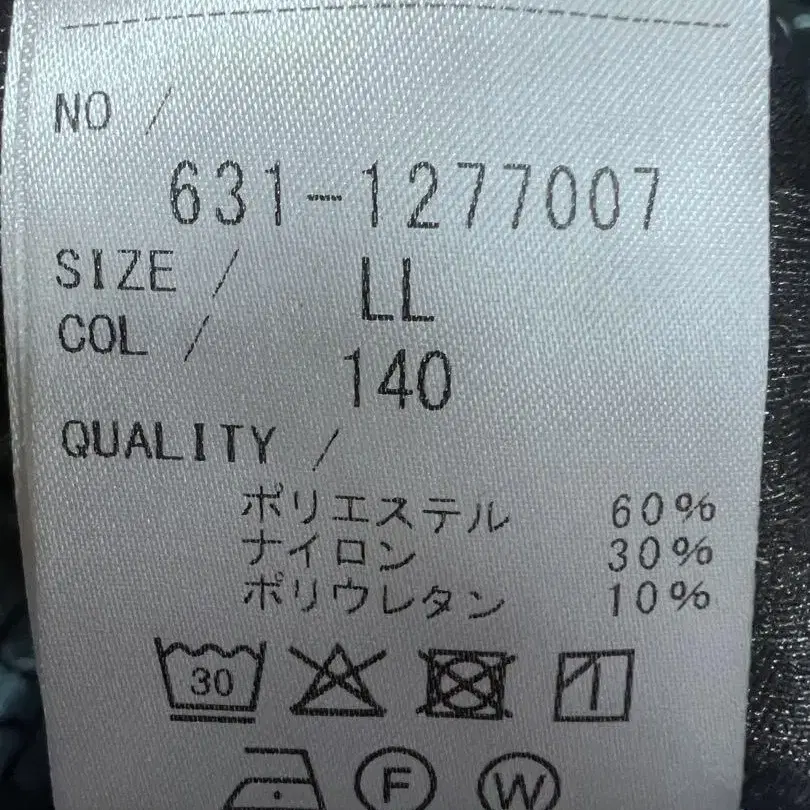 NO /
631-1277007
SIZE / LL
COL / 140
QUALITY /
ポリエステル 60%
ナイロン 30%
ポリウレタン 10%
30
F W